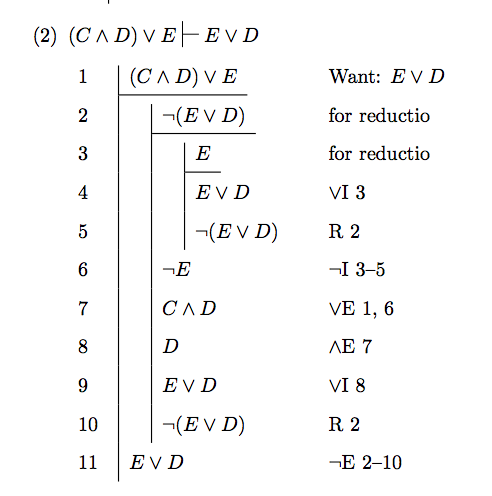 (2) (C ∧ D) ∨ E ⊢ E ∨ D
1 (C ∧ D) ∨ E Want: E ∨ D
2 ¬(E ∨ D) for reductio
3 E for reductio
4 E ∨ D ∨I 3
5 ¬(E ∨ D) R 2
6 ¬E ¬I 3–5
7 C ∧ D ∨E 1, 6
8 D ∧E 7
9 E ∨ D ∨I 8
10 ¬(E ∨ D) R 2
11 E ∨ D ¬E 2–10